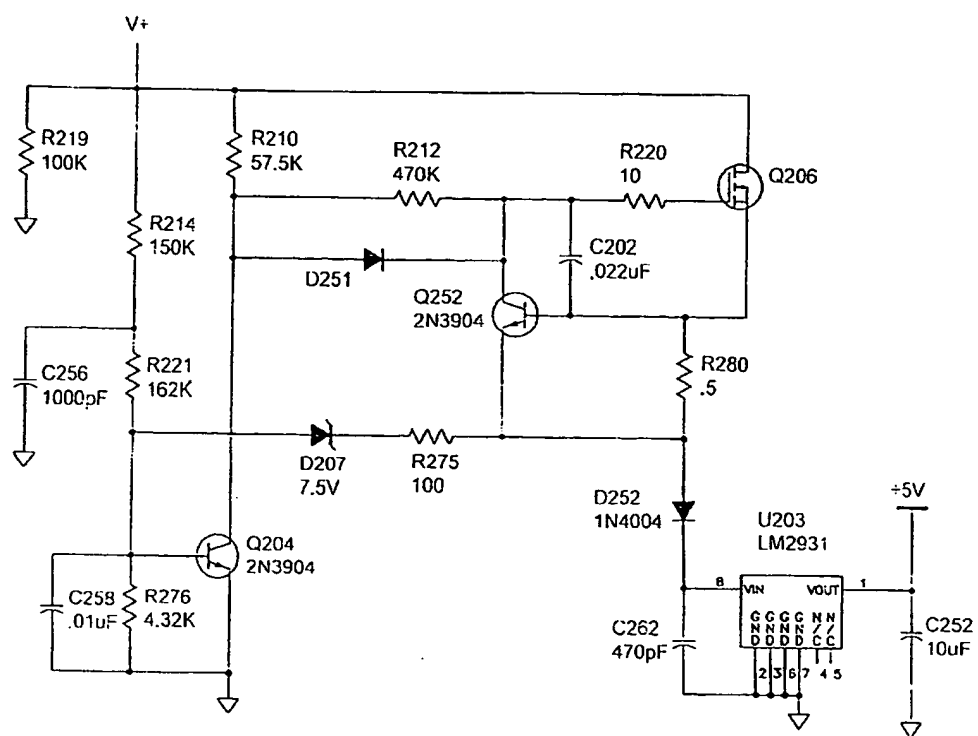 V+
R219
100K
R210
57.5K
R212
470K
R220
10
Q206
R214
150K
D251
C202
.022uF
Q252
2N3904
C256
1000pF
R221
162K
R280
.5
D207
7.5V
R275
100
D252
1N4004
U203
LM2931
÷5V
Q204
2N3904
C258
.01uF
R276
4.32K
8
VIN
VOUT
1
GND
GND
GND
GND
N/C
N/C
2
3
6
7
4
5
C262
470pF
C252
10uF